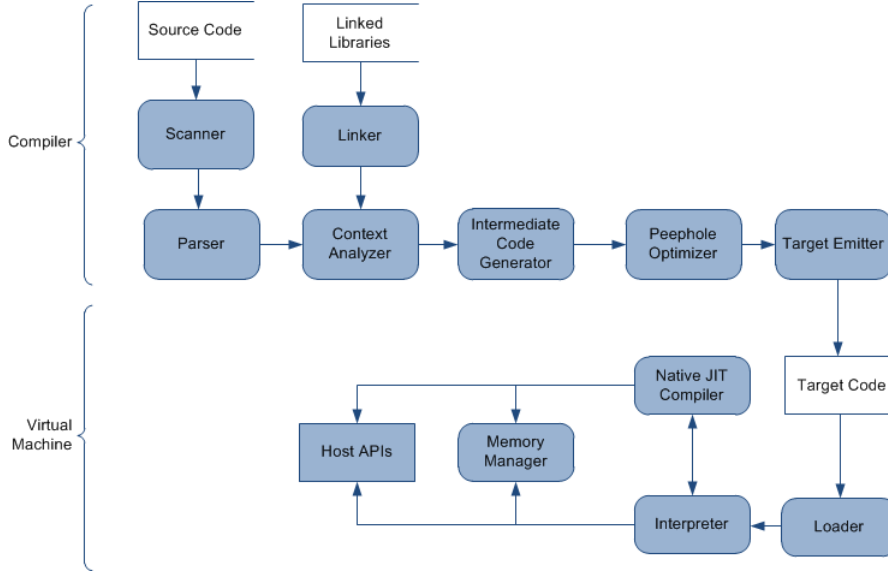 Source Code
Linked
Libraries
Compiler
Scanner
Linker
Parser
Context
Analyzer
Intermediate
Code
Generator
Peephole
Optimizer
Target Emitter
Virtual
Machine
Native JIT
Compiler
Target Code
Host APIs
Memory
Manager
Interpreter
Loader